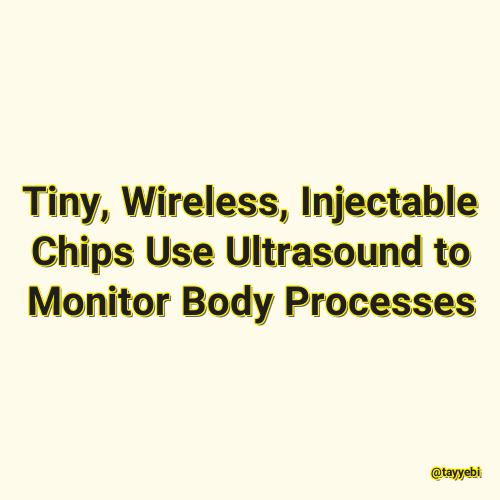 Tiny, Wireless, Injectable
Chips Use Ultrasound to
Monitor Body Processes
@tayyebi